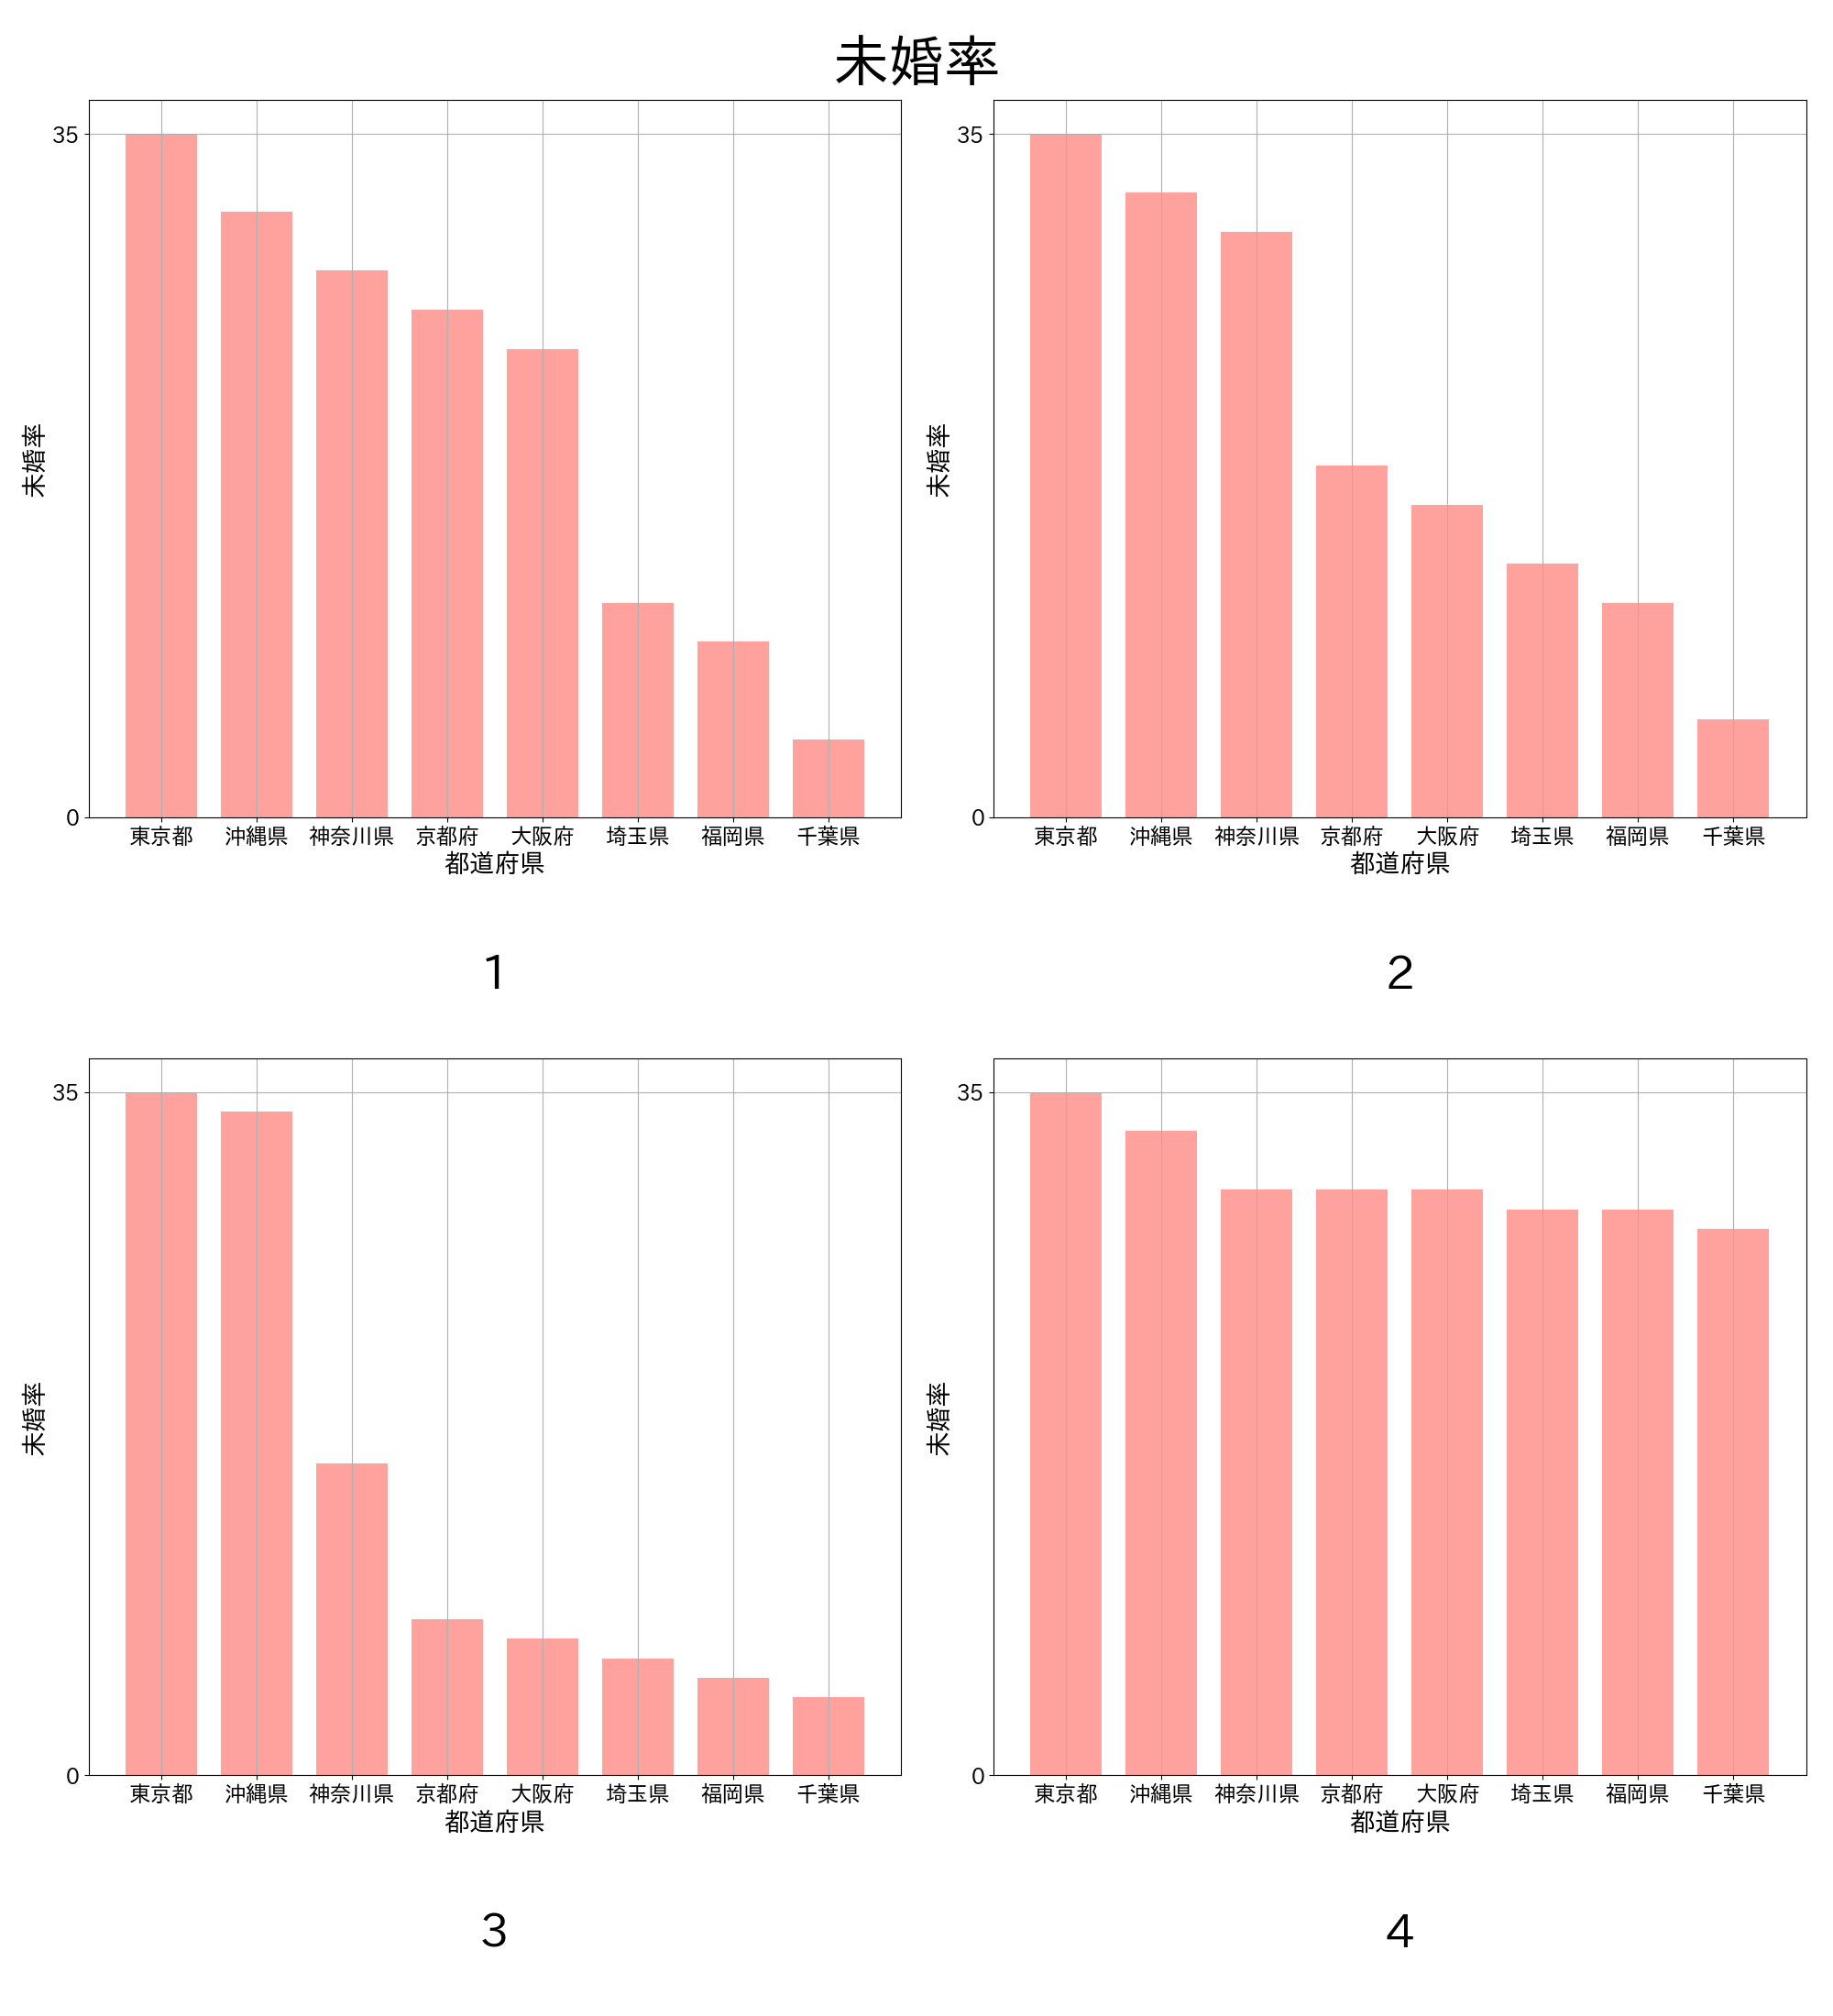 未婚率
35
0
未婚率
東京都 沖縄県 神奈川県 京都府 大阪府 埼玉県 福岡県 千葉県
都道府県
1
35
0
未婚率
東京都 沖縄県 神奈川県 京都府 大阪府 埼玉県 福岡県 千葉県
都道府県
2
35
0
未婚率
東京都 沖縄県 神奈川県 京都府 大阪府 埼玉県 福岡県 千葉県
都道府県
3
35
0
未婚率
東京都 沖縄県 神奈川県 京都府 大阪府 埼玉県 福岡県 千葉県
都道府県
4